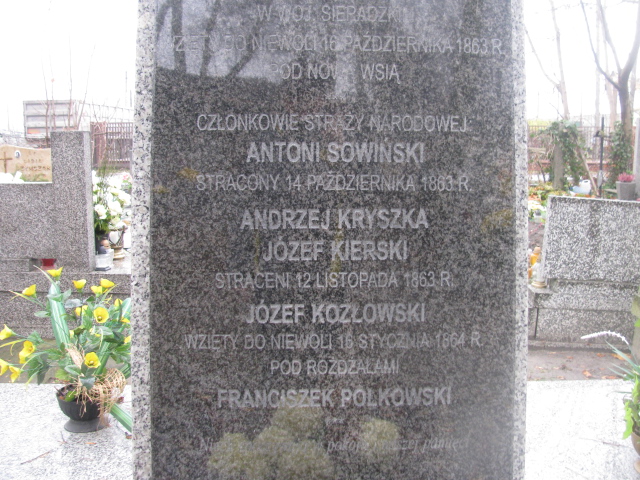 W WOJ. SIERADZKI
WZIĘTY DO NIEWOLI 16 PAŹDZIERNIKA 1863 R.
POD NOWĄ WSIĄ
CZŁONKOWIE STRAŻY NARODOWEJ
ANTONI SOWIŃSKI
STRACONY 14 PAŹDZIERNIKA 1863 R.
ANDRZEJ KRYSZKA
JÓZEF KIERSKI
STRACENI 12 LISTOPADA 1863 R.
JÓZEF KOZŁOWSKI
WZIĘTY DO NIEWOLI 16 STYCZNIA 1864 R.
POD ROZDŻAŁAMI
FRANCISZEK POLKOWSKI